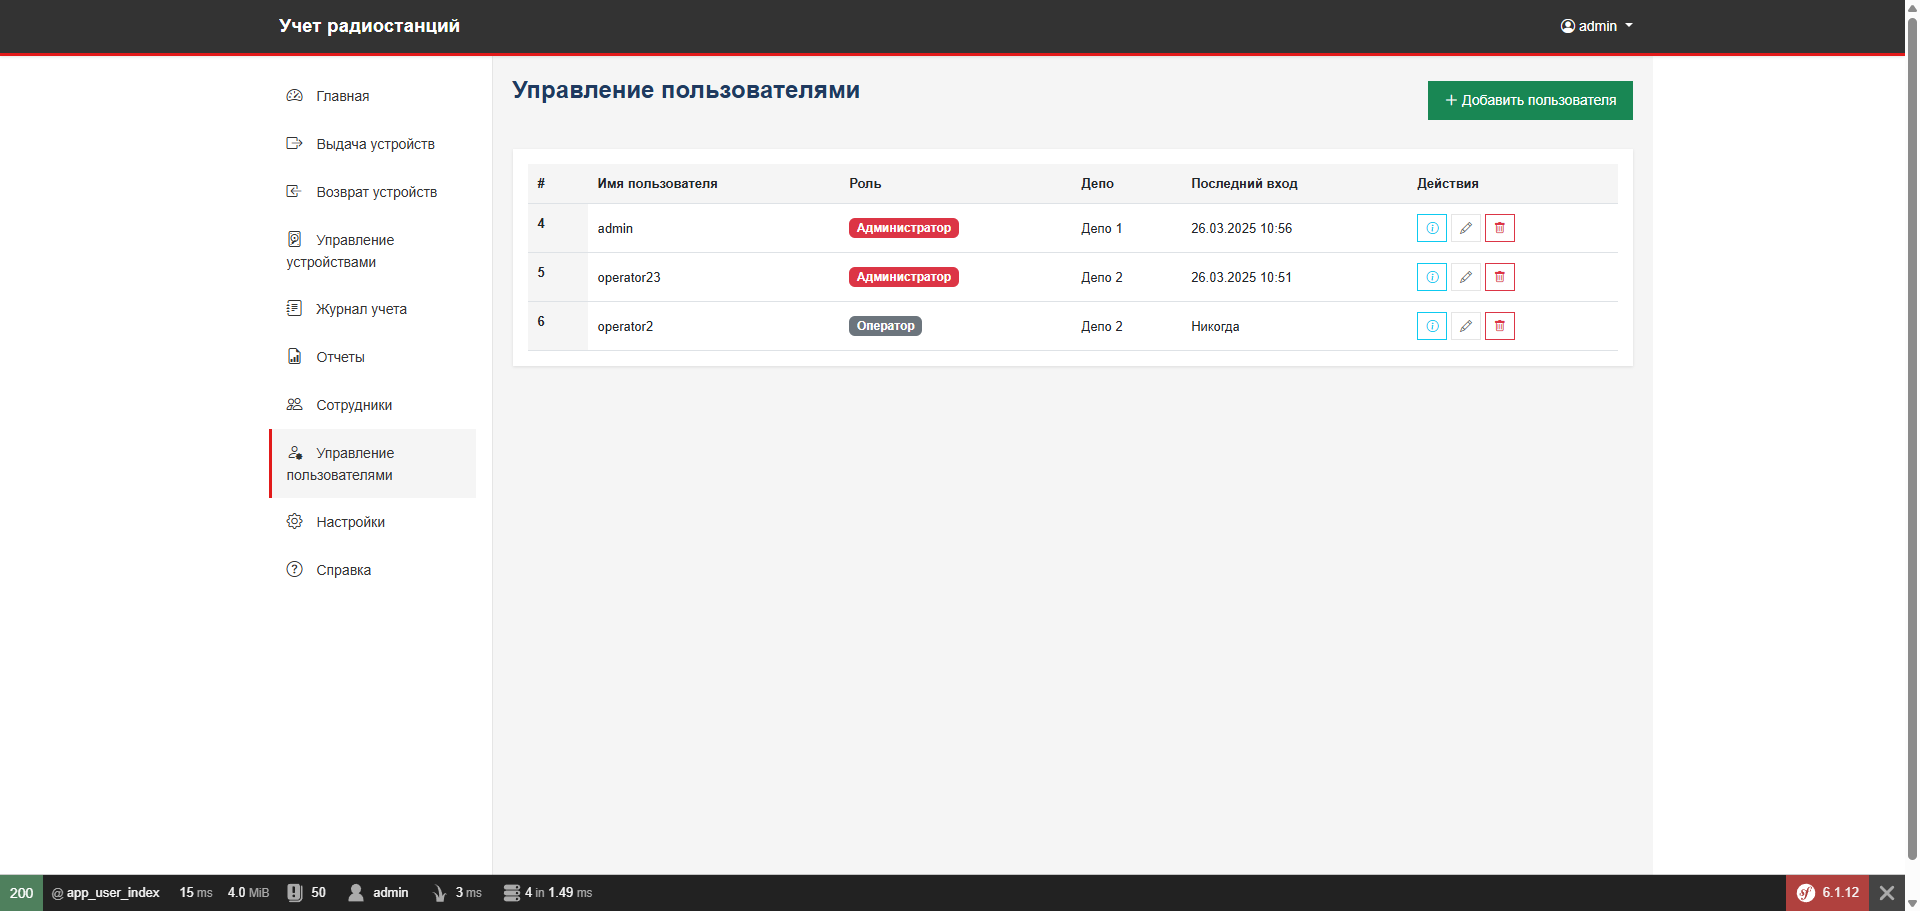 Учет радиостанций
admin
Главная
Выдача устройств
Возврат устройств
Управление
устройствами
Журнал учета
Отчеты
Сотрудники
Управление
пользователями
Настройки
Справка
Управление пользователями
+ Добавить пользователя
# Имя пользователя Роль Депо Последний вход Действия
4 admin Администратор Депо 1 26.03.2025 10:56
5 operator23 Администратор Депо 2 26.03.2025 10:51
6 operator2 Оператор Депо 2 Никогда
200 @ app_user_index 15 ms 4.0 MiB 50 admin 3 ms 4 in 1.49 ms sf 6.1.12